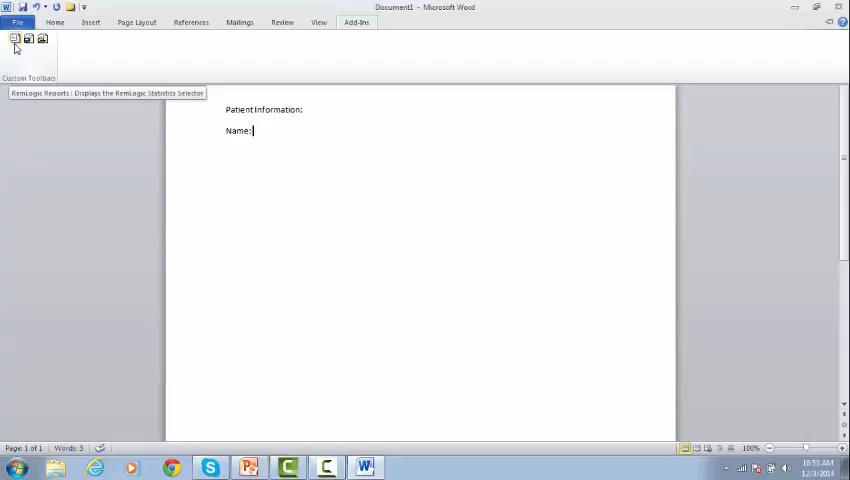 Document1 - Microsoft Word
File Home Insert Page Layout References Mailings Review View Add-Ins
Custom Toolbars
RemLogic Reports : Displays the RemLogic Statistics Selector
Patient Information:
Name:
Page: 1 of 1 Words: 3 100%
10:53 AM
12/3/2014